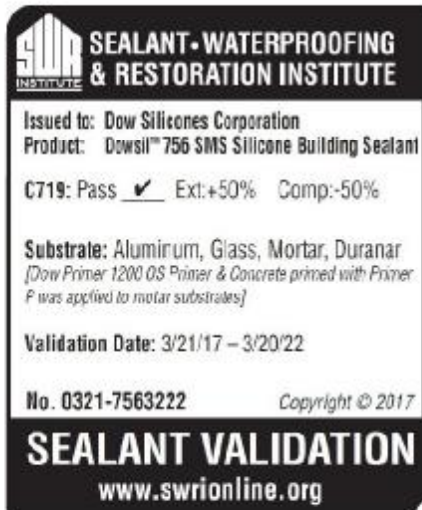 SWR
INSTITUTE
SEALANT•WATERPROOFING
& RESTORATION INSTITUTE
Issued to: Dow Silicones Corporation
Product: Dowsil™ 756 SMS Silicone Building Sealant
C719: Pass ✔ Ext:+50% Comp:-50%
Substrate: Aluminum, Glass, Mortar, Duranar
[Dow Primer 1200 OS Primer & Concrete primed with Primer
P was applied to motar substrates]
Validation Date: 3/21/17 – 3/20/22
No. 0321-7563222 Copyright © 2017
SEALANT VALIDATION
www.swrionline.org